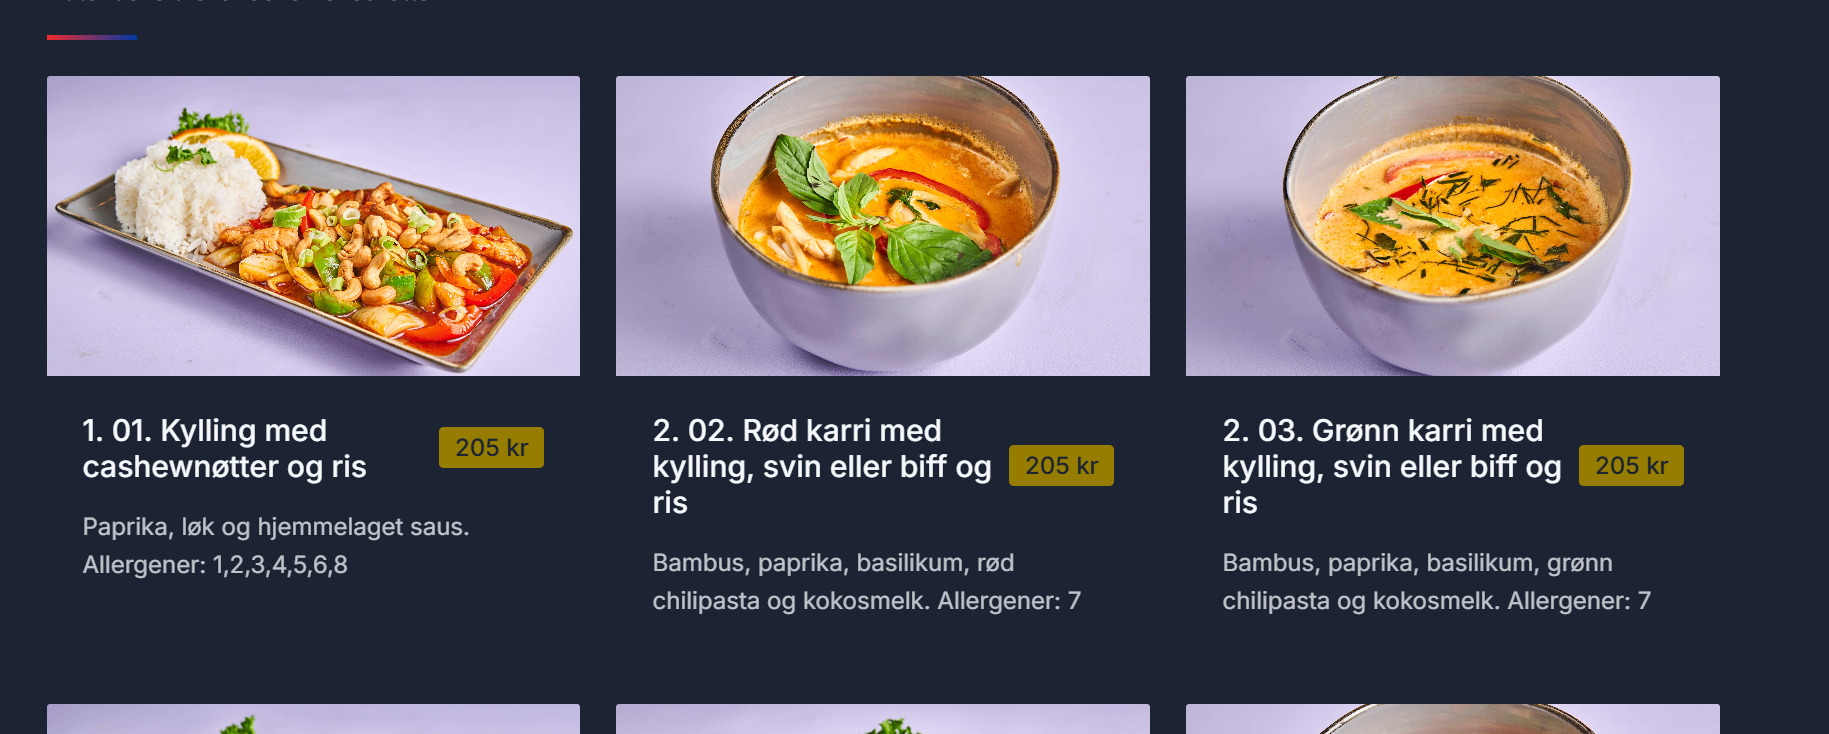 1. 01. Kylling med
cashewnøtter og ris
205 kr
Paprika, løk og hjemmelaget saus.
Allergener: 1,2,3,4,5,6,8
2. 02. Rød karri med
kylling, svin eller biff og
ris
205 kr
Bambus, paprika, basilikum, rød
chilipasta og kokosmelk. Allergener: 7
2. 03. Grønn karri med
kylling, svin eller biff og
ris
205 kr
Bambus, paprika, basilikum, grønn
chilipasta og kokosmelk. Allergener: 7